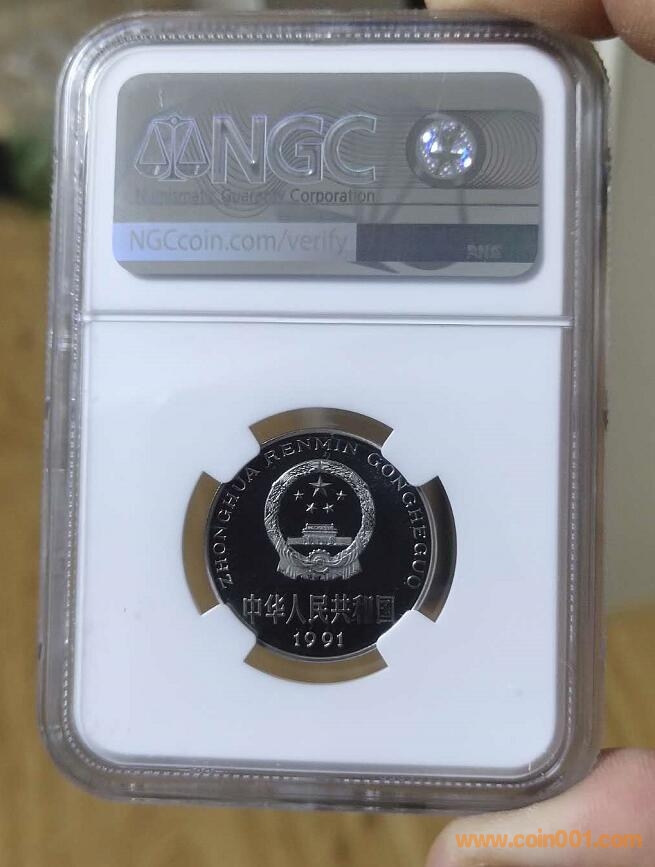 NGC
Numismatic Guaranty Corporation
NGCcoin.com/verify
ZHONGHUA RENMIN GONGHEGUO
中华人民共和国
1991
www.coin001.com